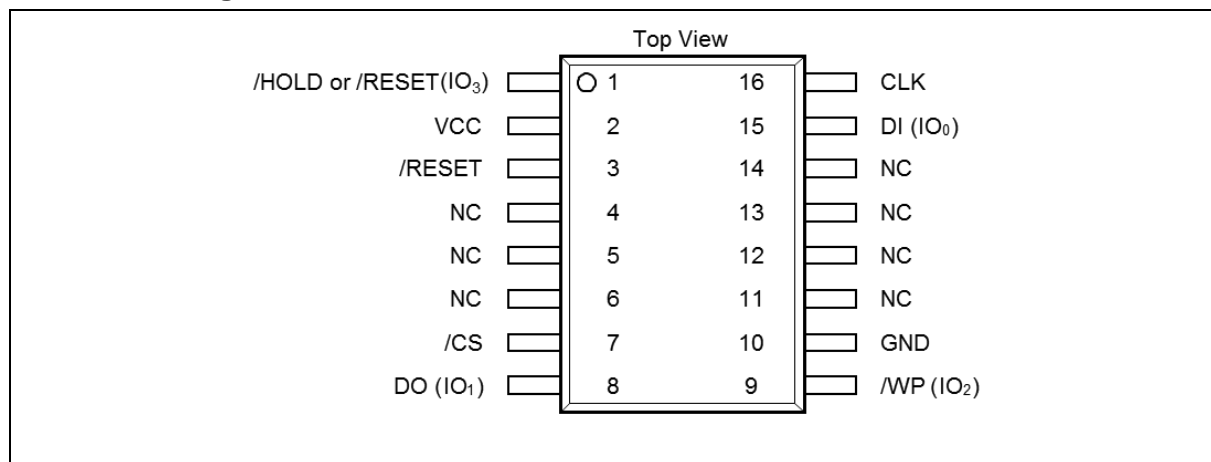 Top View
/HOLD or /RESET(IO₃) 1 16 CLK
VCC 2 15 DI (IO₀)
/RESET 3 14 NC
NC 4 13 NC
NC 5 12 NC
NC 6 11 NC
/CS 7 10 GND
DO (IO₁) 8 9 /WP (IO₂)